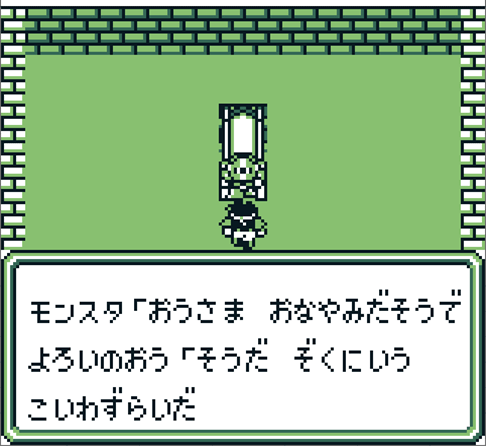 モンスタ「おうさま　おなやみだそうで
よろいのおう「そうだ　ぞくにいう
こいわずらいだ